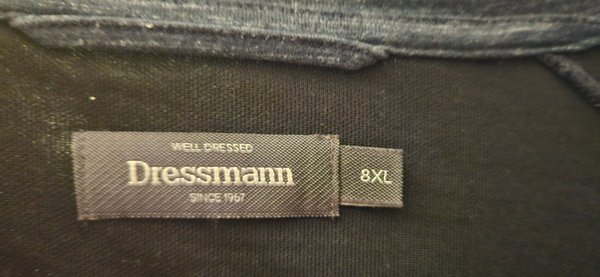 WELL DRESSED
Dressmann
SINCE 1967
8XL